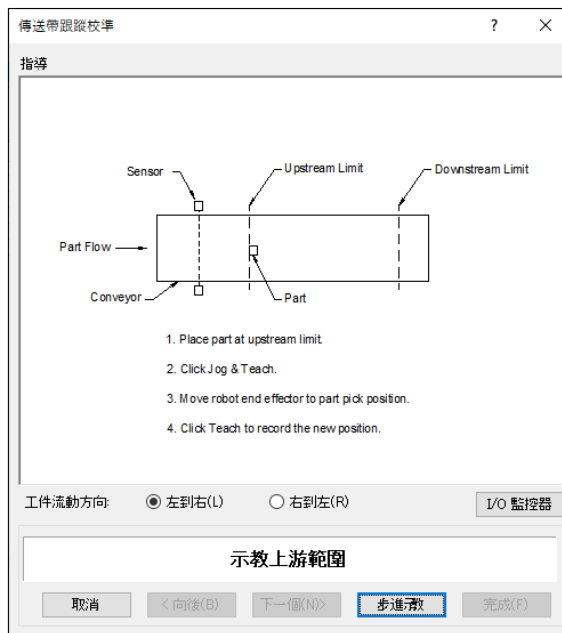 傳送帶跟蹤校準 ?
指導
Sensor
Upstream Limit
Downstream Limit
Part Flow
Conveyor
Part
1. Place part at upstream limit.
2. Click Jog & Teach.
3. Move robot end effector to part pick position.
4. Click Teach to record the new position.
工件流動方向: 左到右(L) 右到左(R) I/O 監控器
示教上游範圍
取消 < 向後(B) 下一個(N)> 步進示教 完成(F)